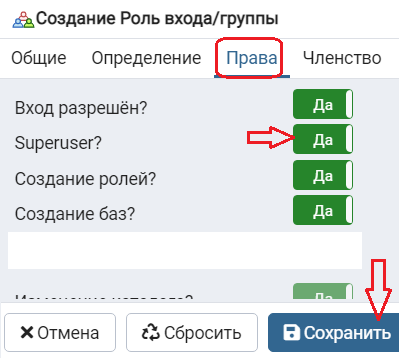 Создание Роль входа/группы
Общие Определение Права Членство
Вход разрешён? Да
Superuser? Да
Создание ролей? Да
Создание баз? Да
Да
Отмена Сбросить Сохранить